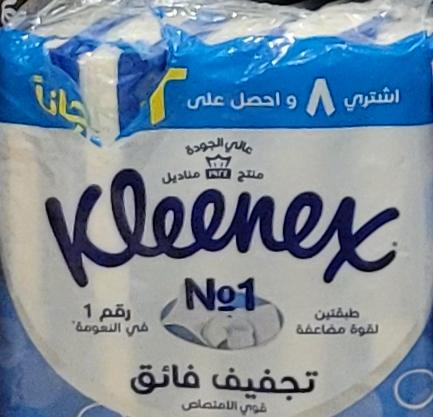 اشتري ٨ و احصل على ٢ مجاناً
عالي الجودة
منتج ١٩٢٤ مناديل
Kleenex
№1
رقم 1
في النعومة*
طبقتين
لقوة مضاعفة
تجفيف فائق
قوي الامتصاص